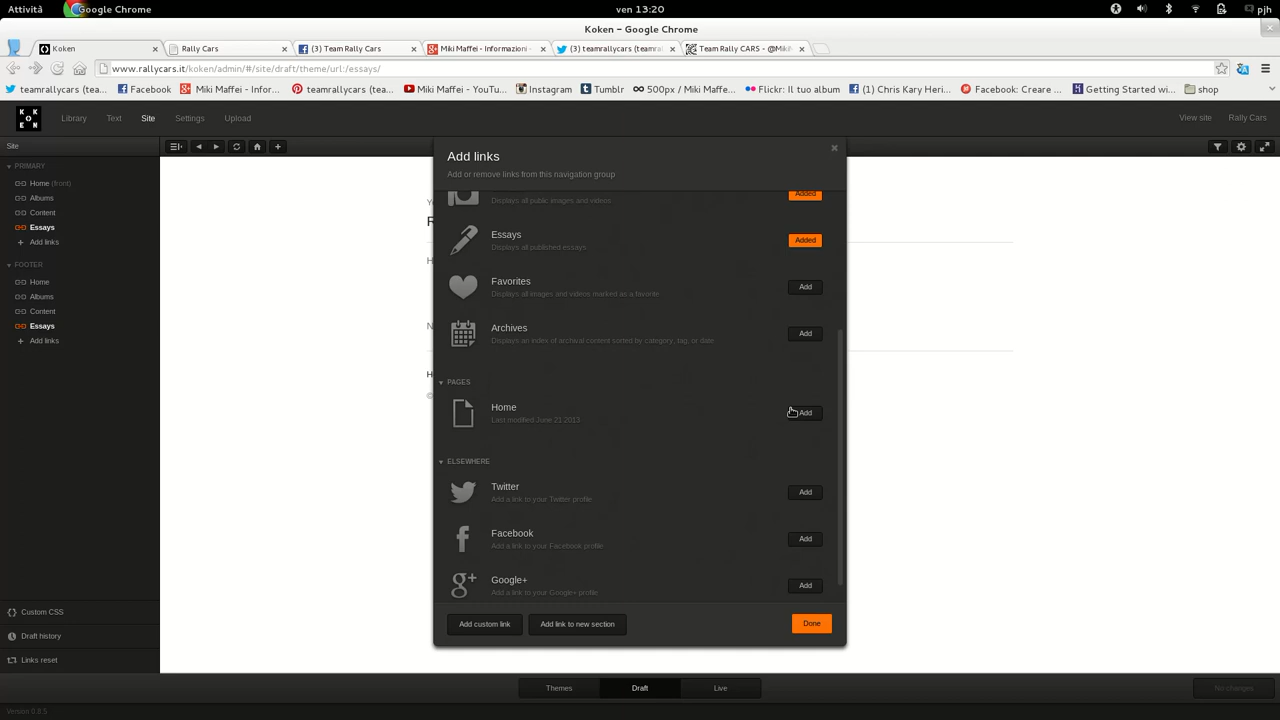 Attività
Google Chrome
ven 13:20
pjh
Koken – Google Chrome
Koken
Rally Cars
(3) Team Rally Cars
Miki Maffei - Informazioni -
(3) teamrallycars (teamral
Team Rally CARS - @Miki
www.rallycars.it/koken/admin/#/site/draft/theme/url:/essays/
teamrallycars (tea...
Facebook
Miki Maffei - Infor...
teamrallycars (tea...
Miki Maffei - YouTu...
Instagram
Tumblr
500px / Miki Maffe...
Flickr: Il tuo album
(1) Chris Kary Heri...
Facebook: Creare ...
Getting Started wi...
shop
KOKEN
Library
Text
Site
Settings
Upload
View site
Rally Cars
Site
PRIMARY
Home (front)
Albums
Content
Essays
Add links
FOOTER
Home
Albums
Content
Essays
Add links
Custom CSS
Draft history
Links reset
Add links
Add or remove links from this navigation group
Displays all public images and videos
Added
Essays
Displays all published essays
Added
Favorites
Displays all images and videos marked as a favorite
Add
Archives
Displays an index of archival content sorted by category, tag, or date
Add
PAGES
Home
Last modified June 21 2013
Add
ELSEWHERE
Twitter
Add a link to your Twitter profile
Add
Facebook
Add a link to your Facebook profile
Add
Google+
Add a link to your Google+ profile
Add
Add custom link
Add link to new section
Done
Themes
Draft
Live
No changes
Version 0.8.5